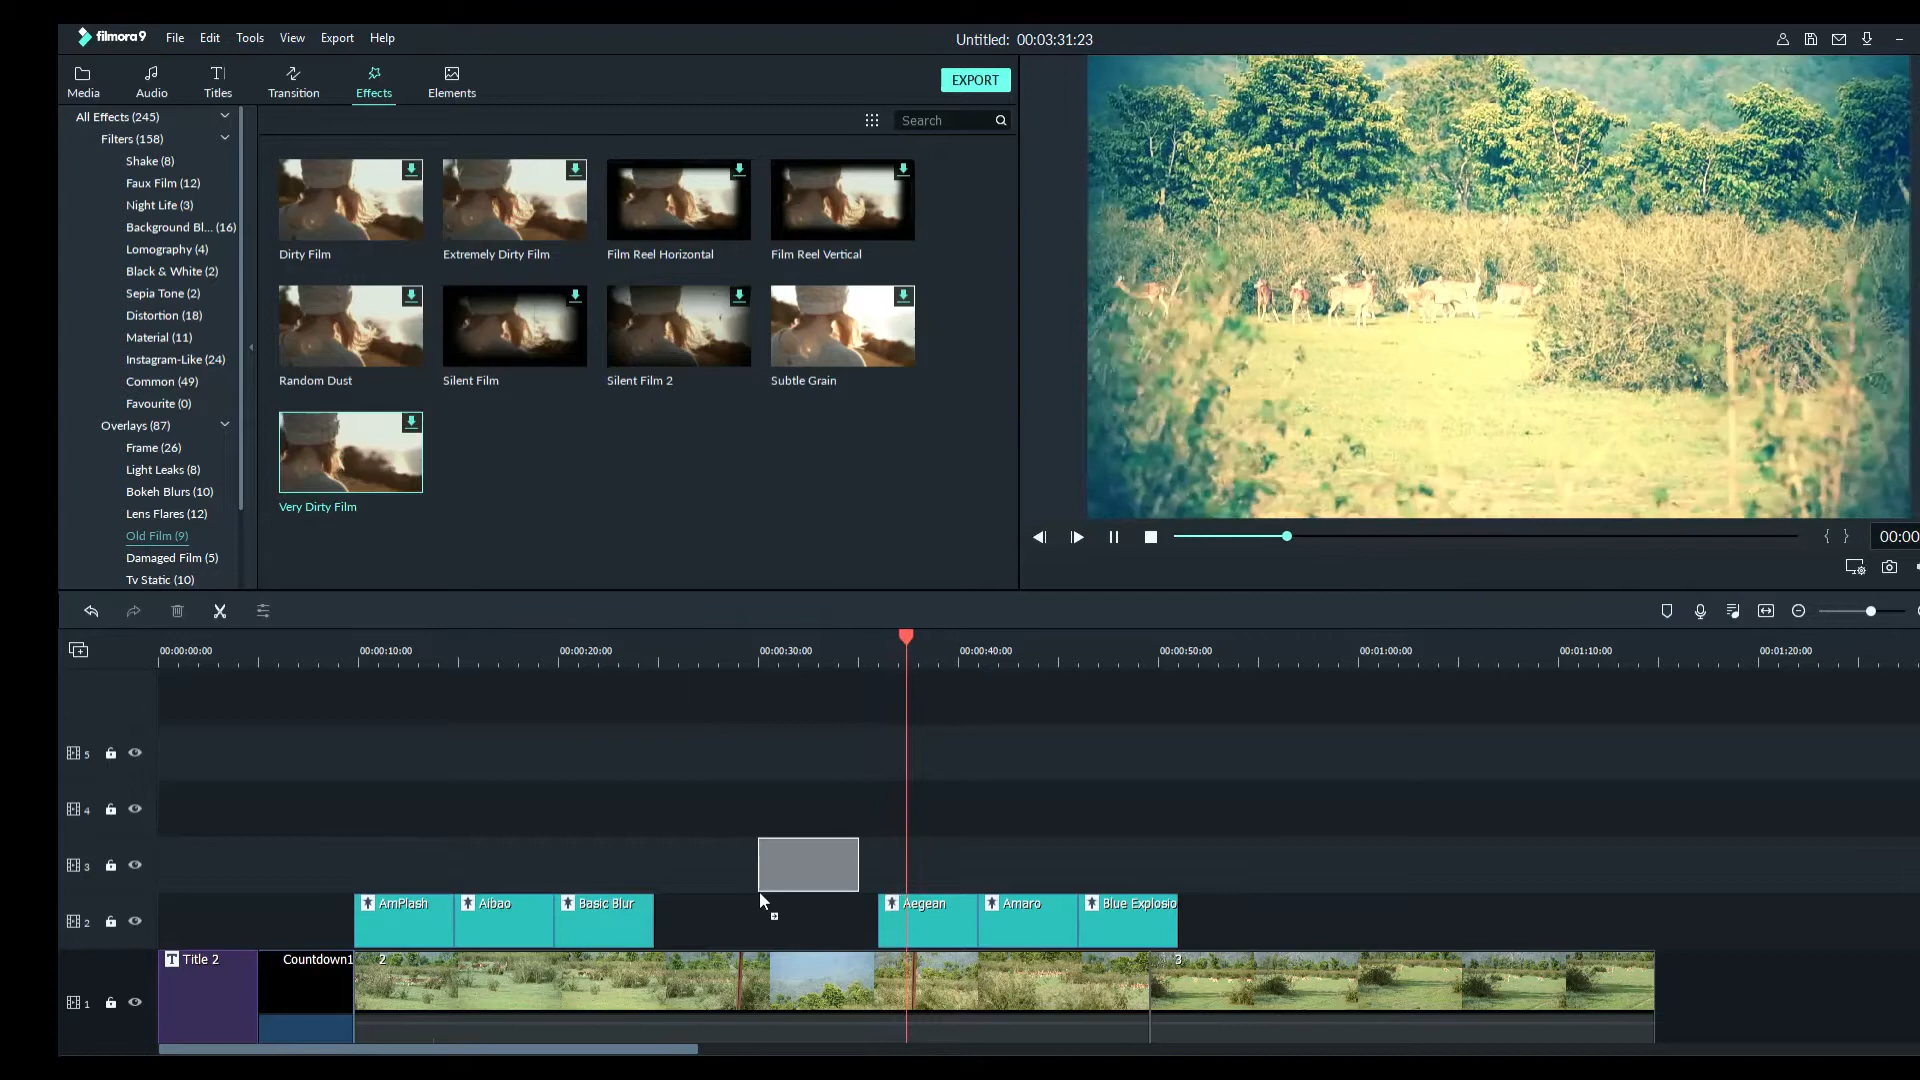 filmora9 File Edit Tools View Export Help
Untitled: 00:03:31:23
Media Audio Titles Transition Effects Elements
EXPORT
Search
All Effects (245)
Filters (158)
Shake (8)
Faux Film (12)
Night Life (3)
Background Bl... (16)
Lomography (4)
Black & White (2)
Sepia Tone (2)
Distortion (18)
Material (11)
Instagram-Like (24)
Common (49)
Favourite (0)
Overlays (87)
Frame (26)
Light Leaks (8)
Bokeh Blurs (10)
Lens Flares (12)
Old Film (9)
Damaged Film (5)
Tv Static (10)
Dirty Film
Extremely Dirty Film
Film Reel Horizontal
Film Reel Vertical
Random Dust
Silent Film
Silent Film 2
Subtle Grain
Very Dirty Film
{ } 00:00
00:00:00:00 00:00:10:00 00:00:20:00 00:00:30:00 00:00:40:00 00:00:50:00 00:01:00:00 00:01:10:00 00:01:20:00
5
4
3
2 AmPlash Aibao Basic Blur Aegean Amaro Blue Explosio
T Title 2 Countdown1 2 3
1